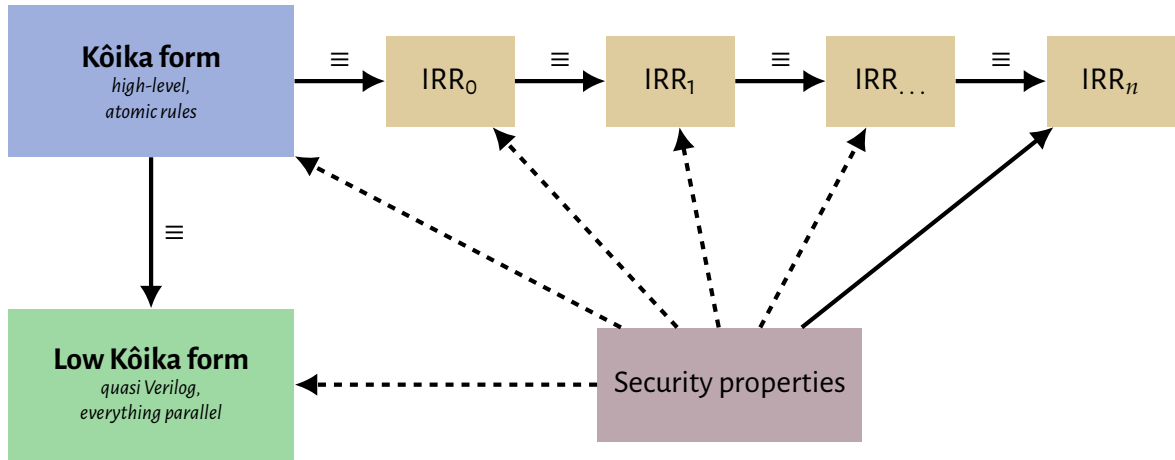 Kôika form
high-level,
atomic rules
≡
IRR₀
≡
IRR₁
≡
IRR...
≡
IRRₙ
≡
Low Kôika form
quasi Verilog,
everything parallel
Security properties